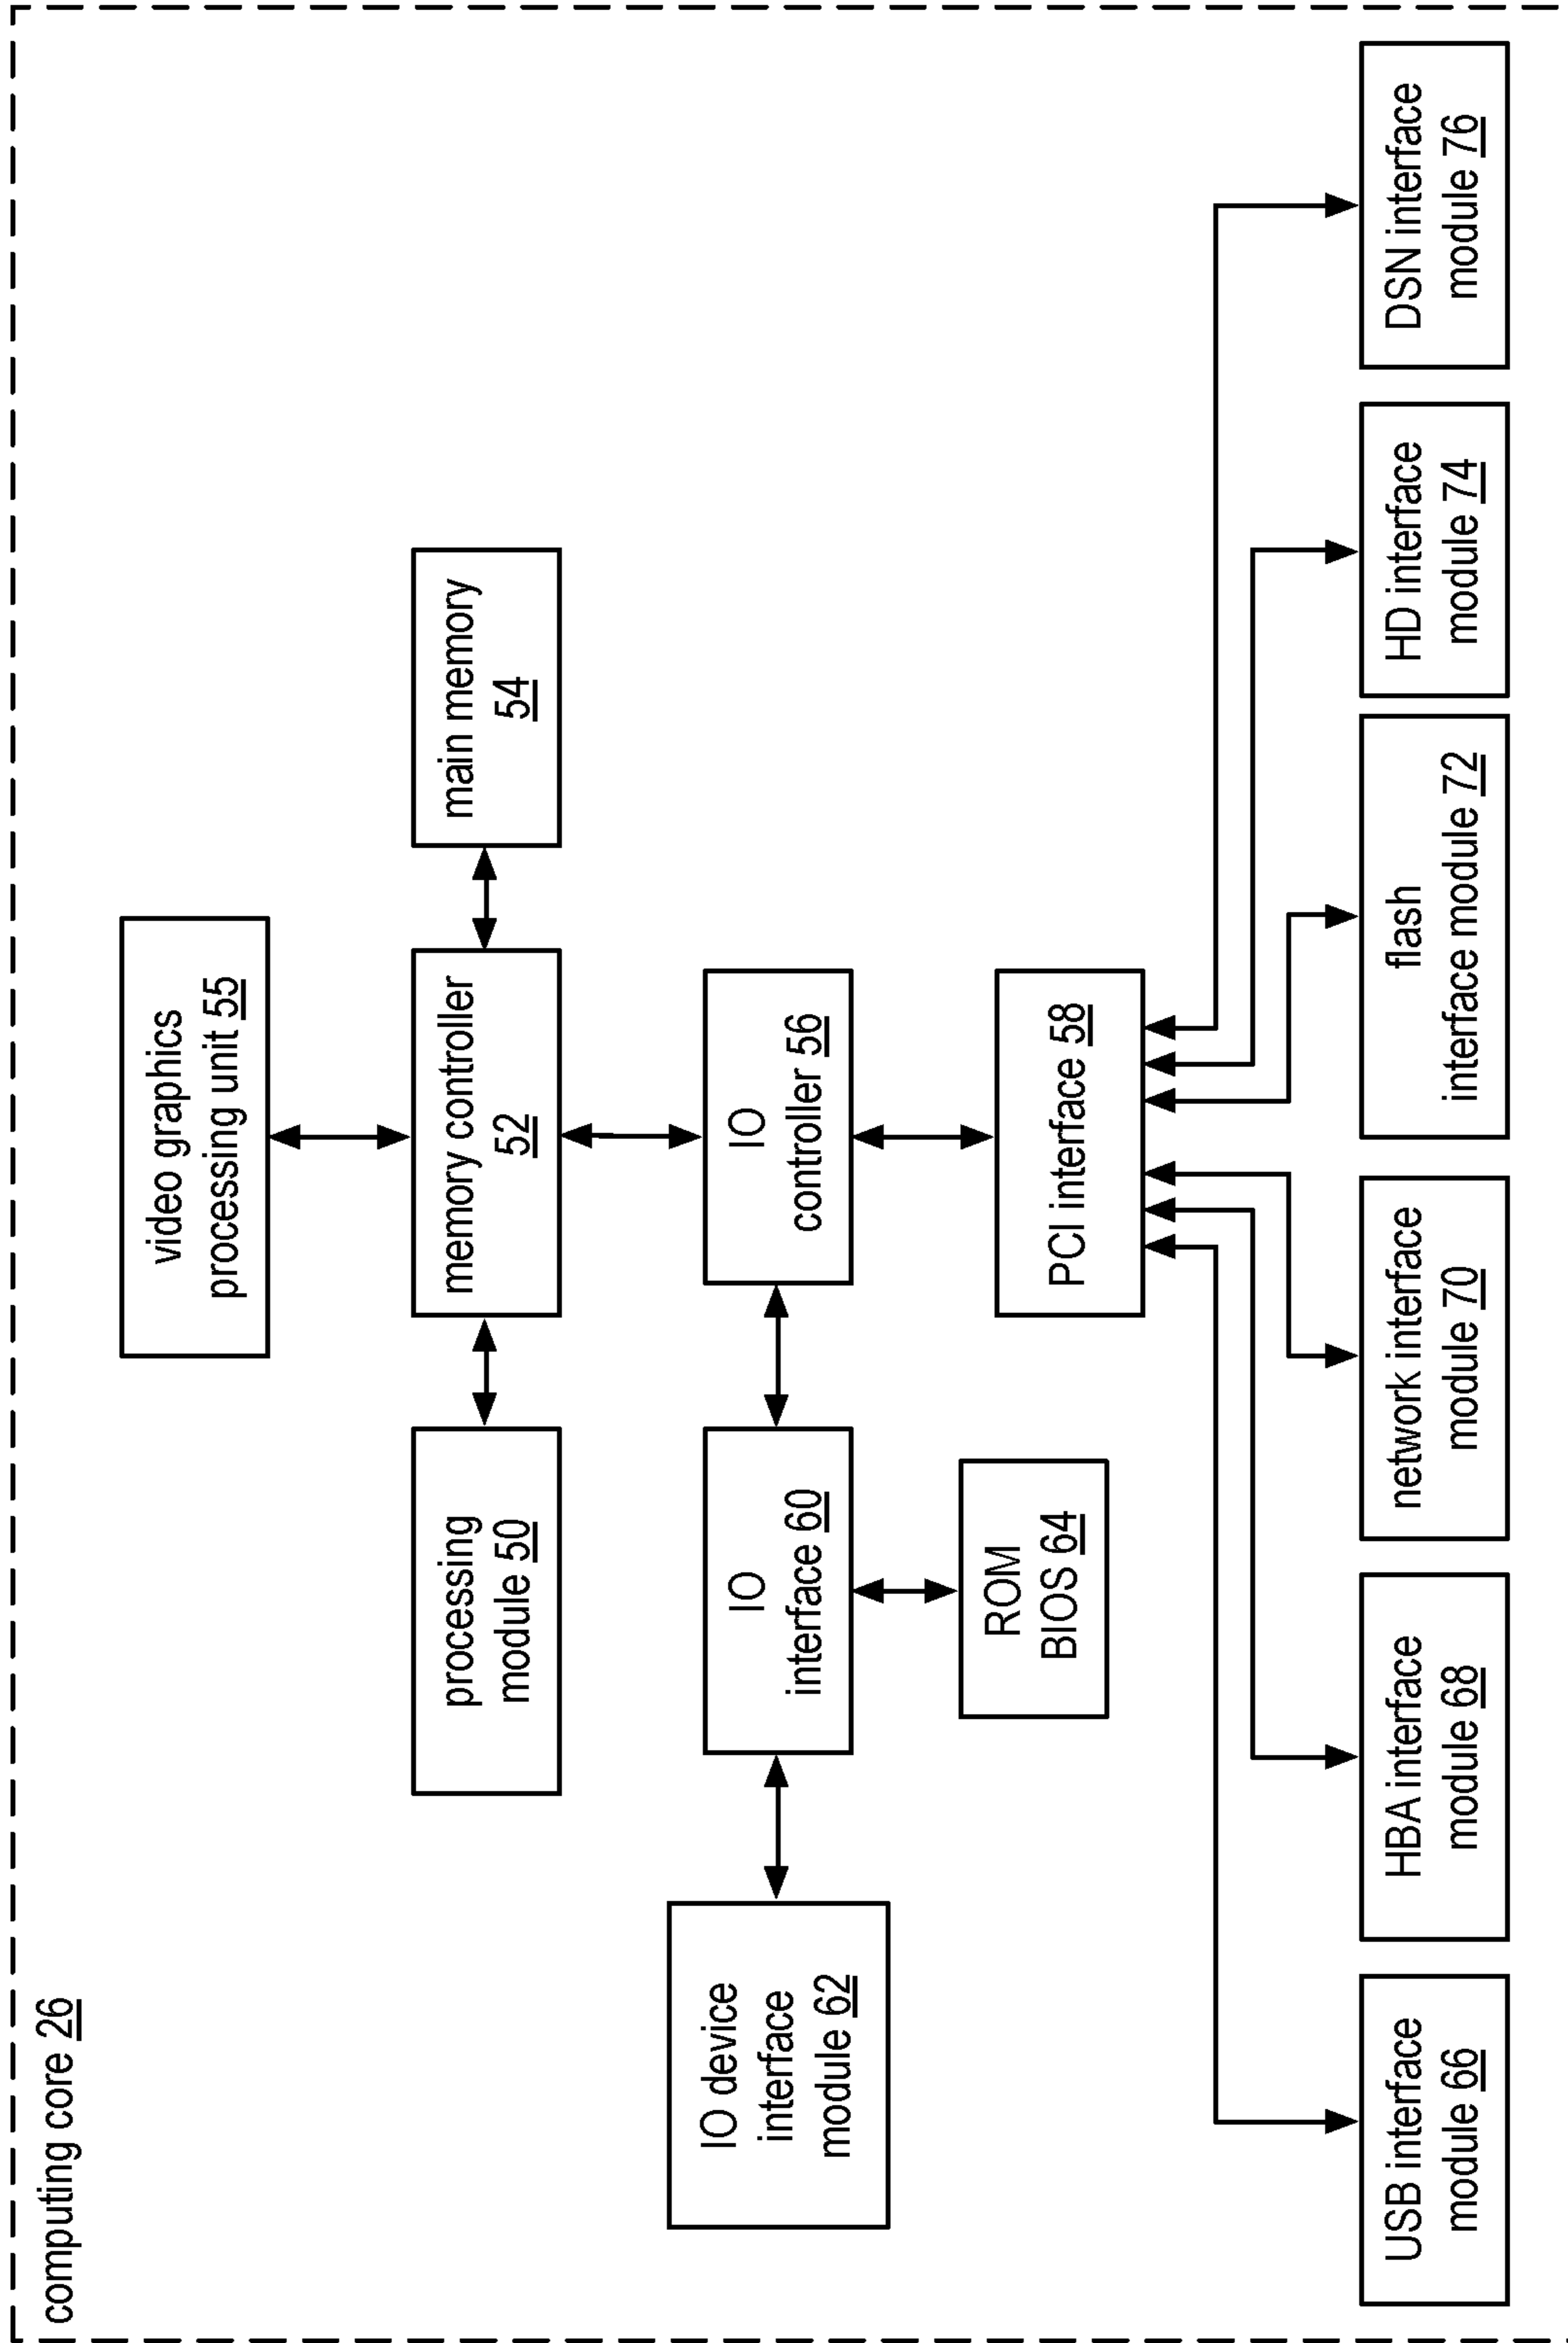 computing core 26
video graphics
processing unit 55
processing
module 50
memory controller
52
main memory
54
IO device
interface
module 62
IO
interface 60
IO
controller 56
ROM
BIOS 64
PCI interface 58
USB interface
module 66
HBA interface
module 68
network interface
module 70
flash
interface module 72
HD interface
module 74
DSN interface
module 76